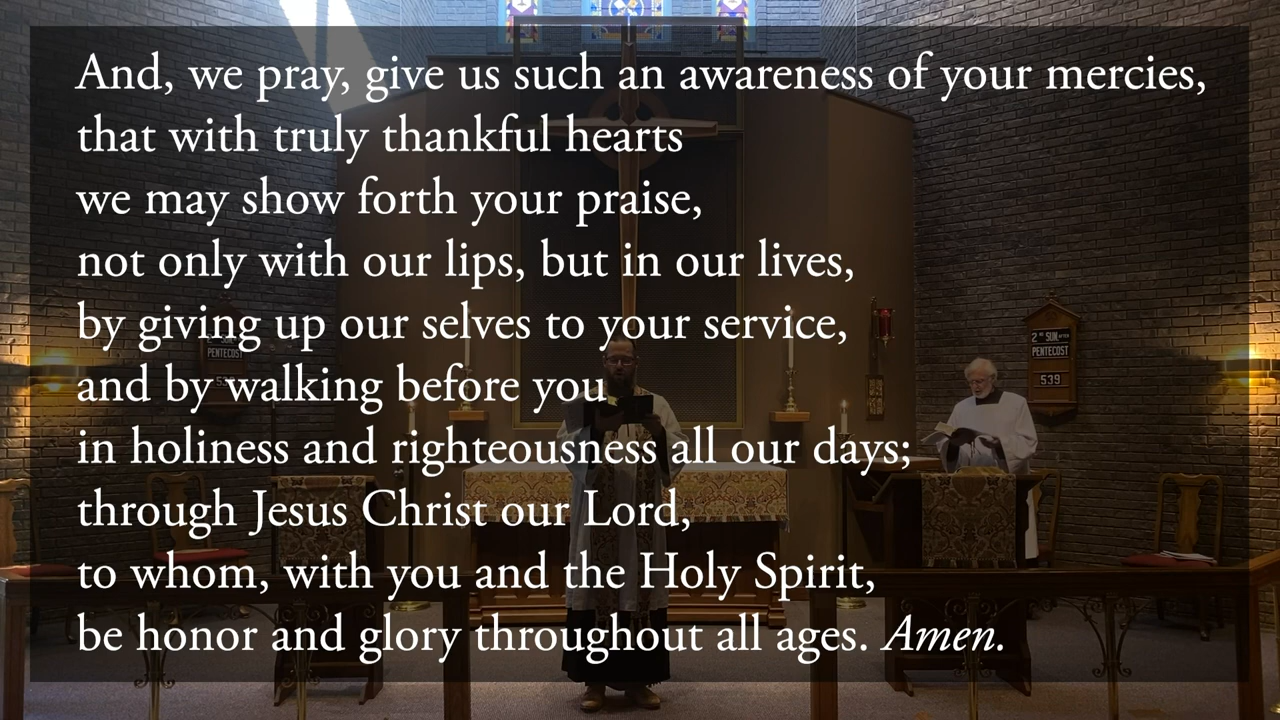 And, we pray, give us such an awareness of your mercies,
that with truly thankful hearts
we may show forth your praise,
not only with our lips, but in our lives,
by giving up our selves to your service,
and by walking before you
in holiness and righteousness all our days;
through Jesus Christ our Lord,
to whom, with you and the Holy Spirit,
be honor and glory throughout all ages. Amen.
PENTECOST
53
2ND SUN AFTER
PENTECOST
539